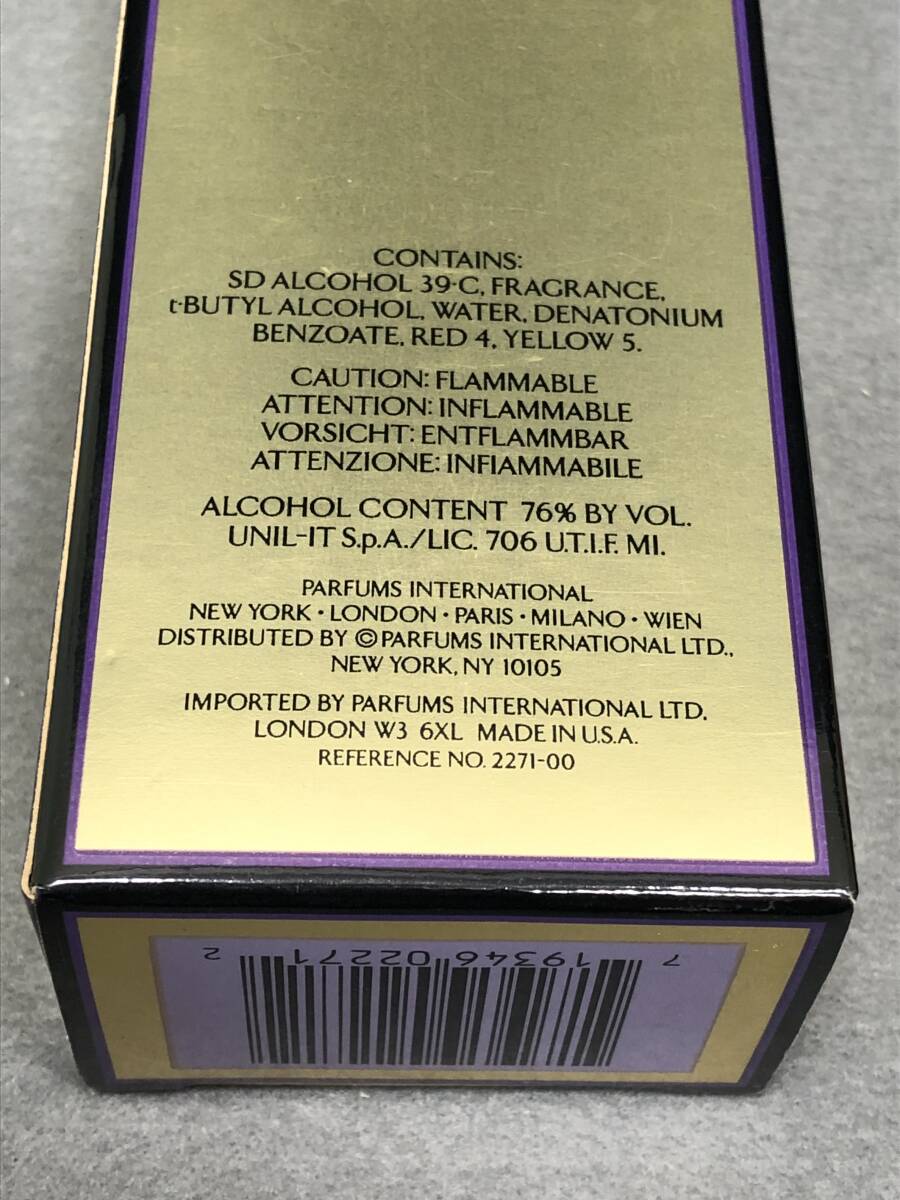 CONTAINS:
SD ALCOHOL 39-C, FRAGRANCE,
t-BUTYL ALCOHOL, WATER, DENATONIUM
BENZOATE, RED 4, YELLOW 5.
CAUTION: FLAMMABLE
ATTENTION: INFLAMMABLE
VORSICHT: ENTFLAMMBAR
ATTENZIONE: INFIAMMABILE
ALCOHOL CONTENT 76% BY VOL.
UNIL-IT S.p.A./LIC. 706 U.T.I.F. MI.
PARFUMS INTERNATIONAL
NEW YORK • LONDON • PARIS • MILANO • WIEN
DISTRIBUTED BY ©PARFUMS INTERNATIONAL LTD.,
NEW YORK, NY 10105
IMPORTED BY PARFUMS INTERNATIONAL LTD.
LONDON W3 6XL MADE IN U.S.A.
REFERENCE NO. 2271-00
7 19346 02271 2